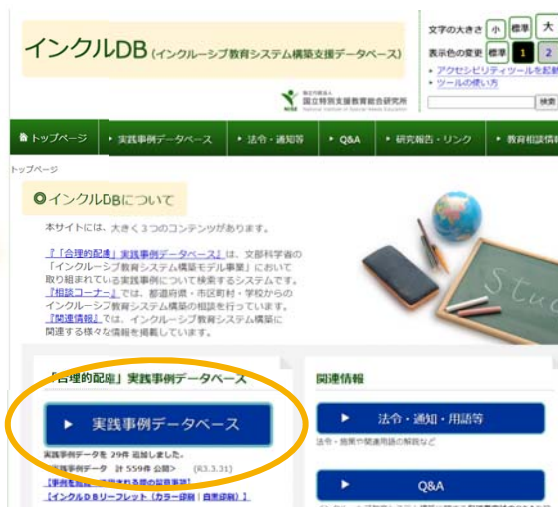 インクルDB (インクルーシブ教育システム構築支援データベース)
文字の大きさ 小 標準 大
表示色の変更 標準 1 2
アクセシビリティツールを起動
ツールの使い方
検索
独立行政法人
国立特別支援教育総合研究所
NISE National Institute of Special Needs Education
トップページ 実践事例データベース 法令・通知等 Q&A 研究報告・リンク 教育相談情報
トップページ
インクルDBについて
本サイトには、大きく3つのコンテンツがあります。
『「合理的配慮」実践事例データベース』は、文部科学省の
「インクルーシブ教育システム構築モデル事業」において
取り組まれている実践事例について検索するシステムです。
『相談コーナー』では、都道府県・市区町村・学校からの
インクルーシブ教育システム構築の相談を行っています。
『関連情報』では、インクルーシブ教育システム構築に
関連する様々な情報を掲載しています。
Stud
「合理的配慮」実践事例データベース
関連情報
実践事例データベース
法令・通知・用語等
実践事例データを 29件 追加しました。
法令・施策や関連用語の解説など
実践事例データ 計 559件 公開> (R3.3.31)
Q&A
【インクルDBリーフレット(カラー印刷|白黒印刷)】